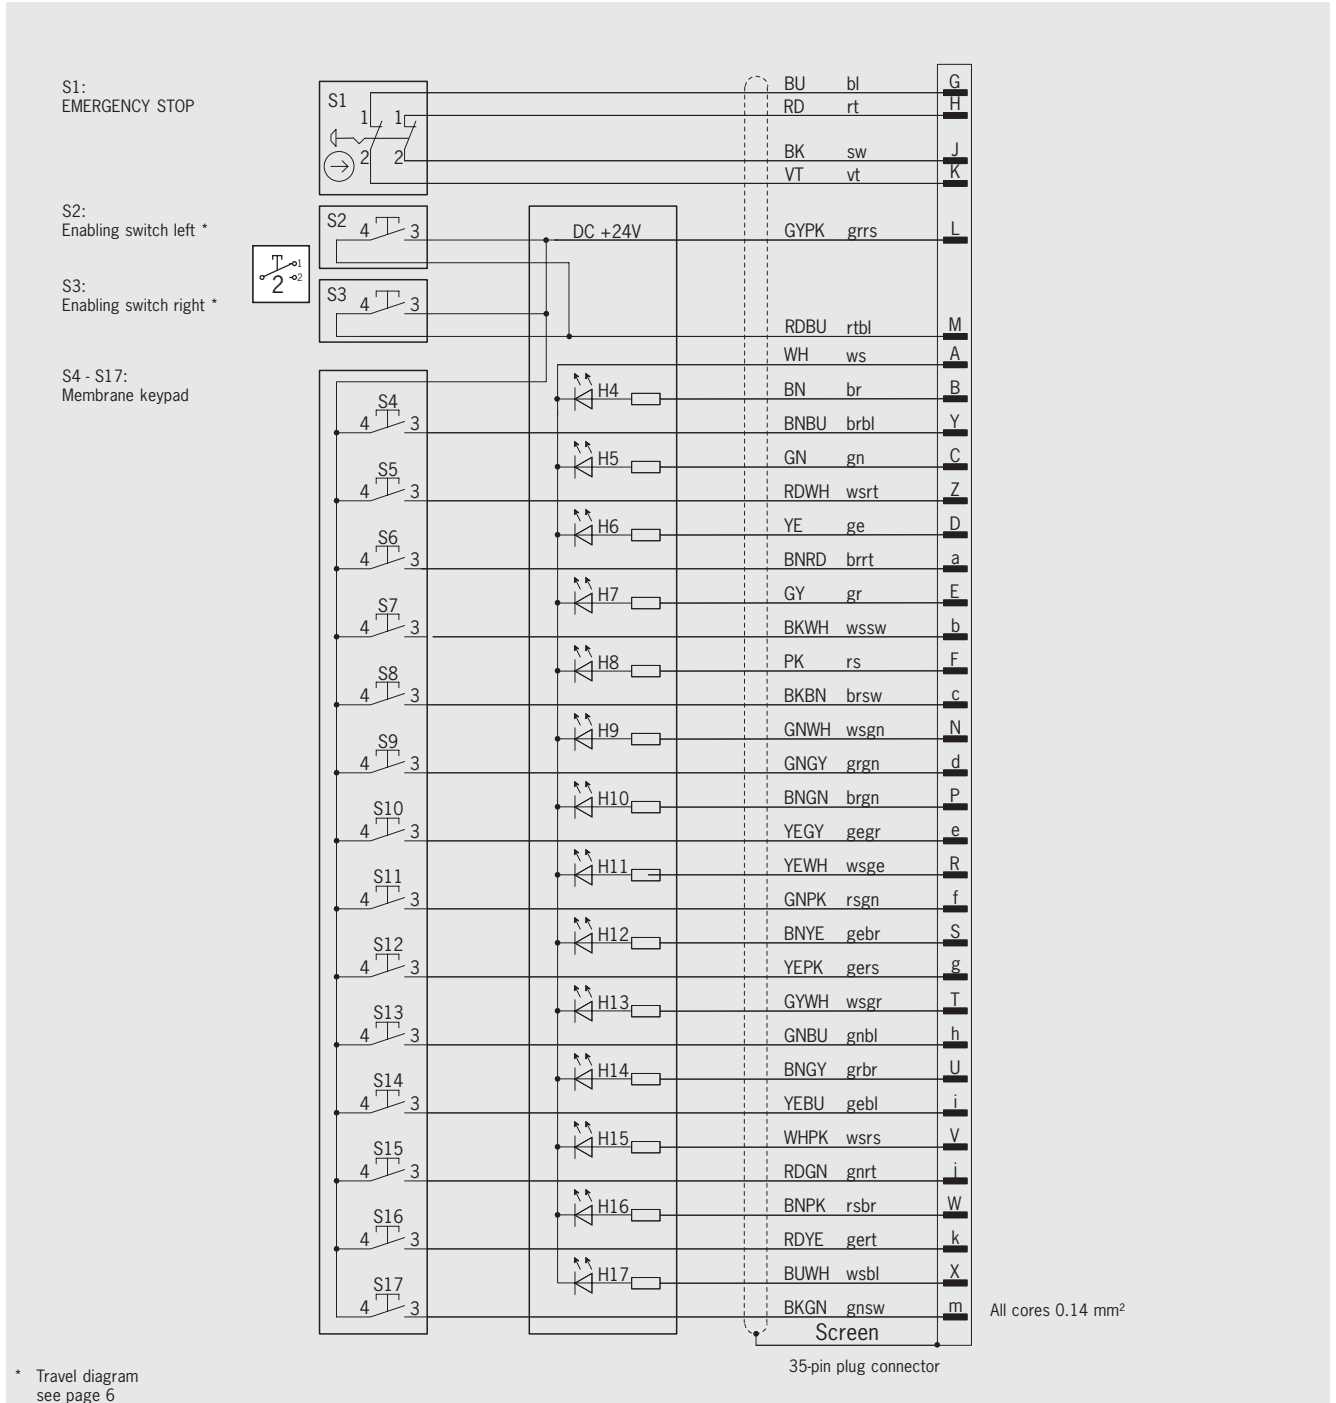 S1:
EMERGENCY STOP
S1
1 1
2 2
BU bl G
RD rt H
BK sw J
VT vt K
S2:
Enabling switch left *
S2 4 3
DC +24V
GYPK grrs L
1
2 2
S3:
Enabling switch right *
S3 4 3
RDBU rtbl M
WH ws A
S4 - S17:
Membrane keypad
H4 BN br B
S4
4 3 BNBU brbl Y
H5 GN gn C
S5
4 3 RDWH wsrt Z
H6 YE ge D
S6
4 3 BNRD brrt a
H7 GY gr E
S7
4 3 BKWH wssw b
H8 PK rs F
S8
4 3 BKBN brsw c
H9 GNWH wsgn N
S9
4 3 GNGY grgn d
H10 BNGN brgn P
S10
4 3 YEGY gegr e
H11 YEWH wsge R
S11
4 3 GNPK rsgn f
H12 BNYE gebr S
S12
4 3 YEPK gers g
H13 GYWH wsgr T
S13
4 3 GNBU gnbl h
H14 BNGY grbr U
S14
4 3 YEBU gebl i
H15 WHPK wsrs V
S15
4 3 RDGN gnrt j
H16 BNPK rsbr W
S16
4 3 RDYE gert k
H17 BUWH wsbl X
S17
4 3 BKGN gnsw m
All cores 0.14 mm²
Screen
35-pin plug connector
* Travel diagram
see page 6